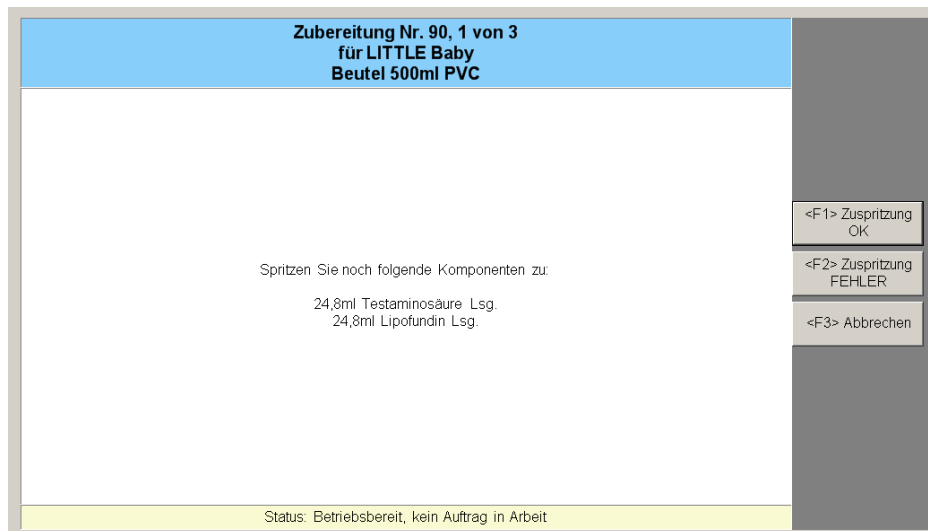 Zubereitung Nr. 90, 1 von 3
für LITTLE Baby
Beutel 500ml PVC
<F1> Zuspritzung
OK
<F2> Zuspritzung
FEHLER
<F3> Abbrechen
Spritzen Sie noch folgende Komponenten zu:
24,8ml Testaminosäure Lsg.
24,8ml Lipofundin Lsg.
Status: Betriebsbereit, kein Auftrag in Arbeit